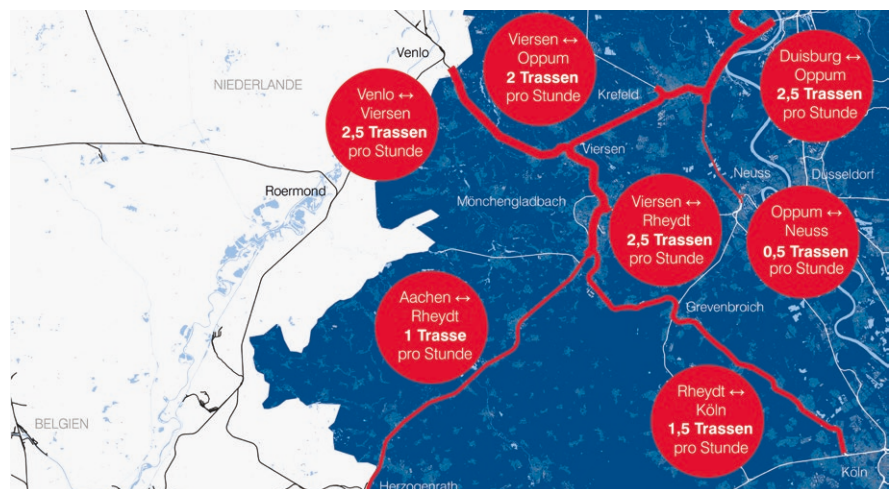 Venlo
NIEDERLANDE
Viersen ↔
Oppum
2 Trassen
pro Stunde
Krefeld
Duisburg ↔
Oppum
2,5 Trassen
pro Stunde
Venlo ↔
Viersen
2,5 Trassen
pro Stunde
Viersen
Neuss
Düsseldorf
Roermond
Mönchengladbach
Viersen ↔
Rheydt
2,5 Trassen
pro Stunde
Oppum ↔
Neuss
0,5 Trassen
pro Stunde
Aachen ↔
Rheydt
1 Trasse
pro Stunde
Grevenbroich
Rheydt ↔
Köln
1,5 Trassen
pro Stunde
BELGIEN
Köln
Herzogenrath